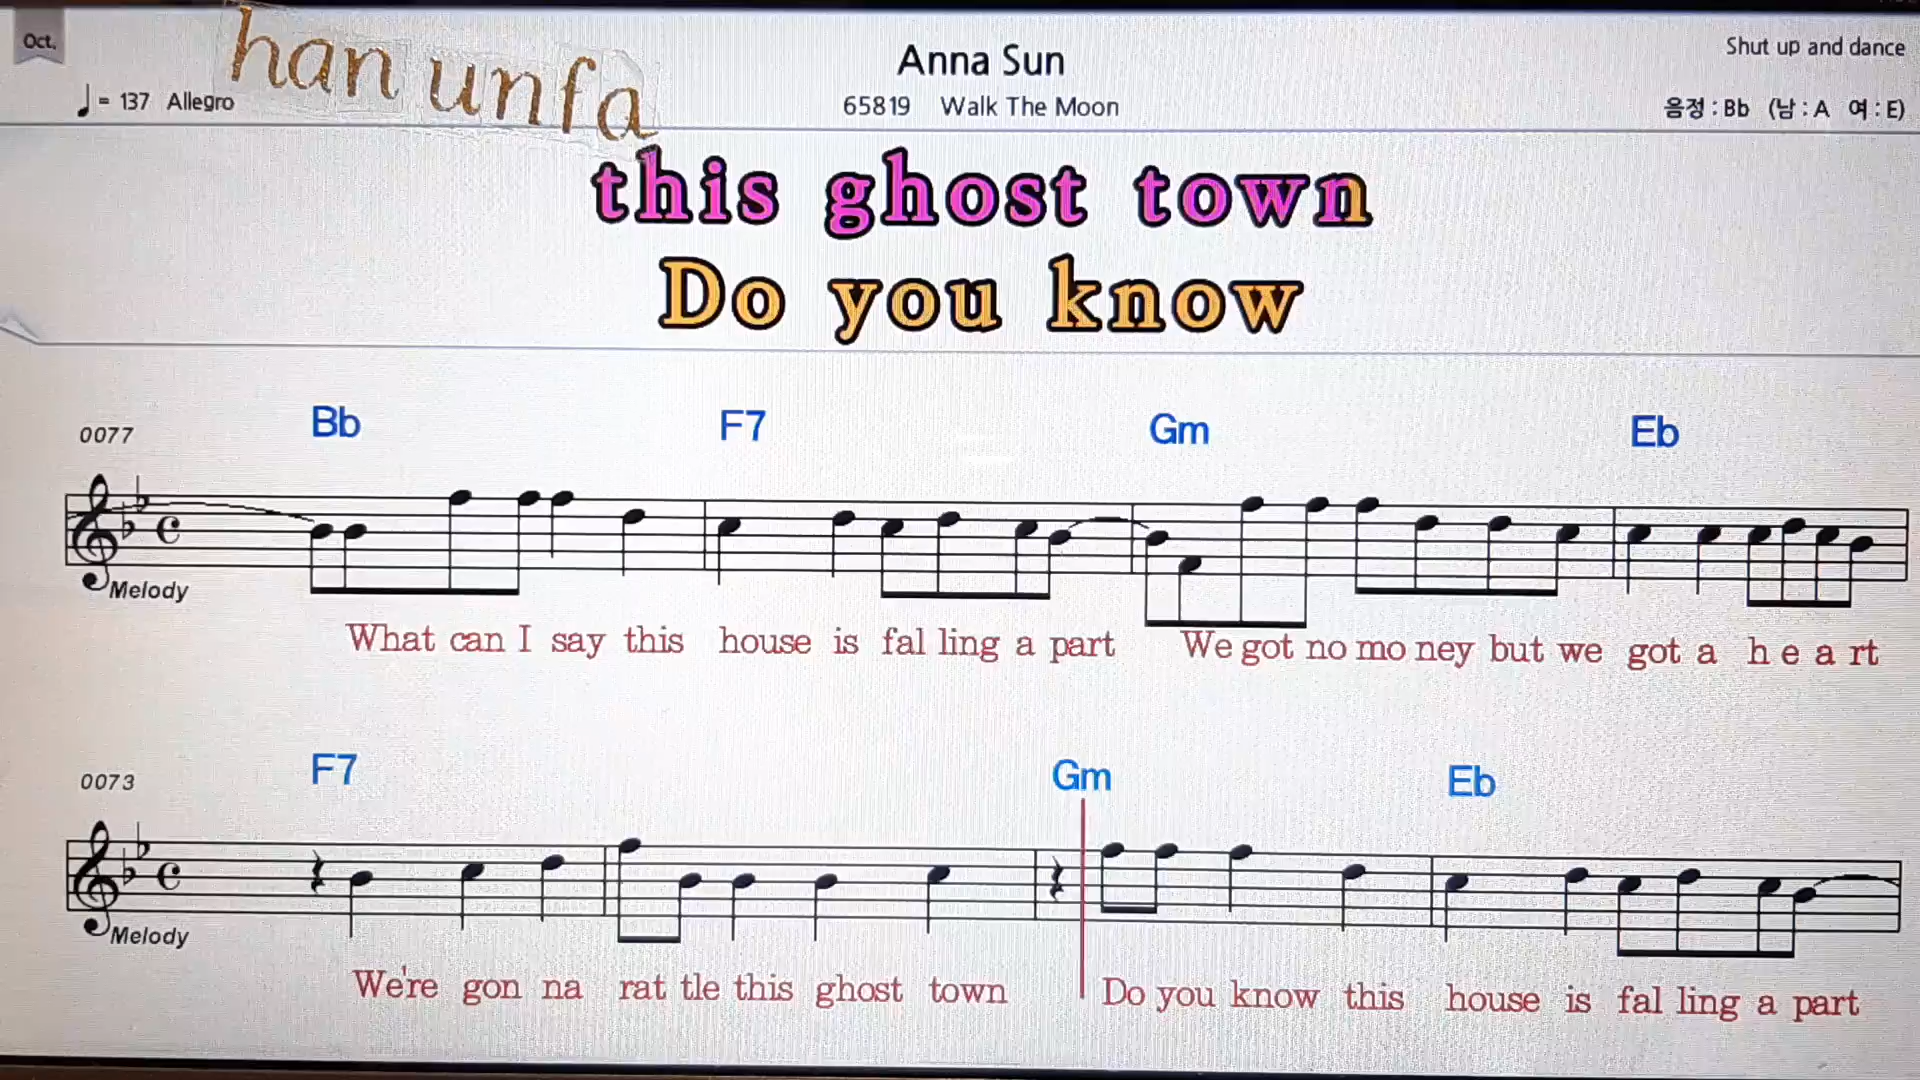 Oct.
han unfa
Anna Sun
Shut up and dance
♩= 137 Allegro
65819 Walk The Moon
음정 : Bb (남 : A 여 : E)
this ghost town
Do you know
0077 Bb F7 Gm Eb
Melody
What can I say this house is fal ling a part We got no mo ney but we got a h e a rt
0073 F7 Gm Eb
Melody
We're gon na rat tle this ghost town Do you know this house is fal ling a part